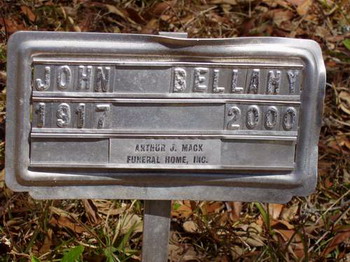 JOHN BELLAMY
1917 2000
ARTHUR J. MACK
FUNERAL HOME, INC.